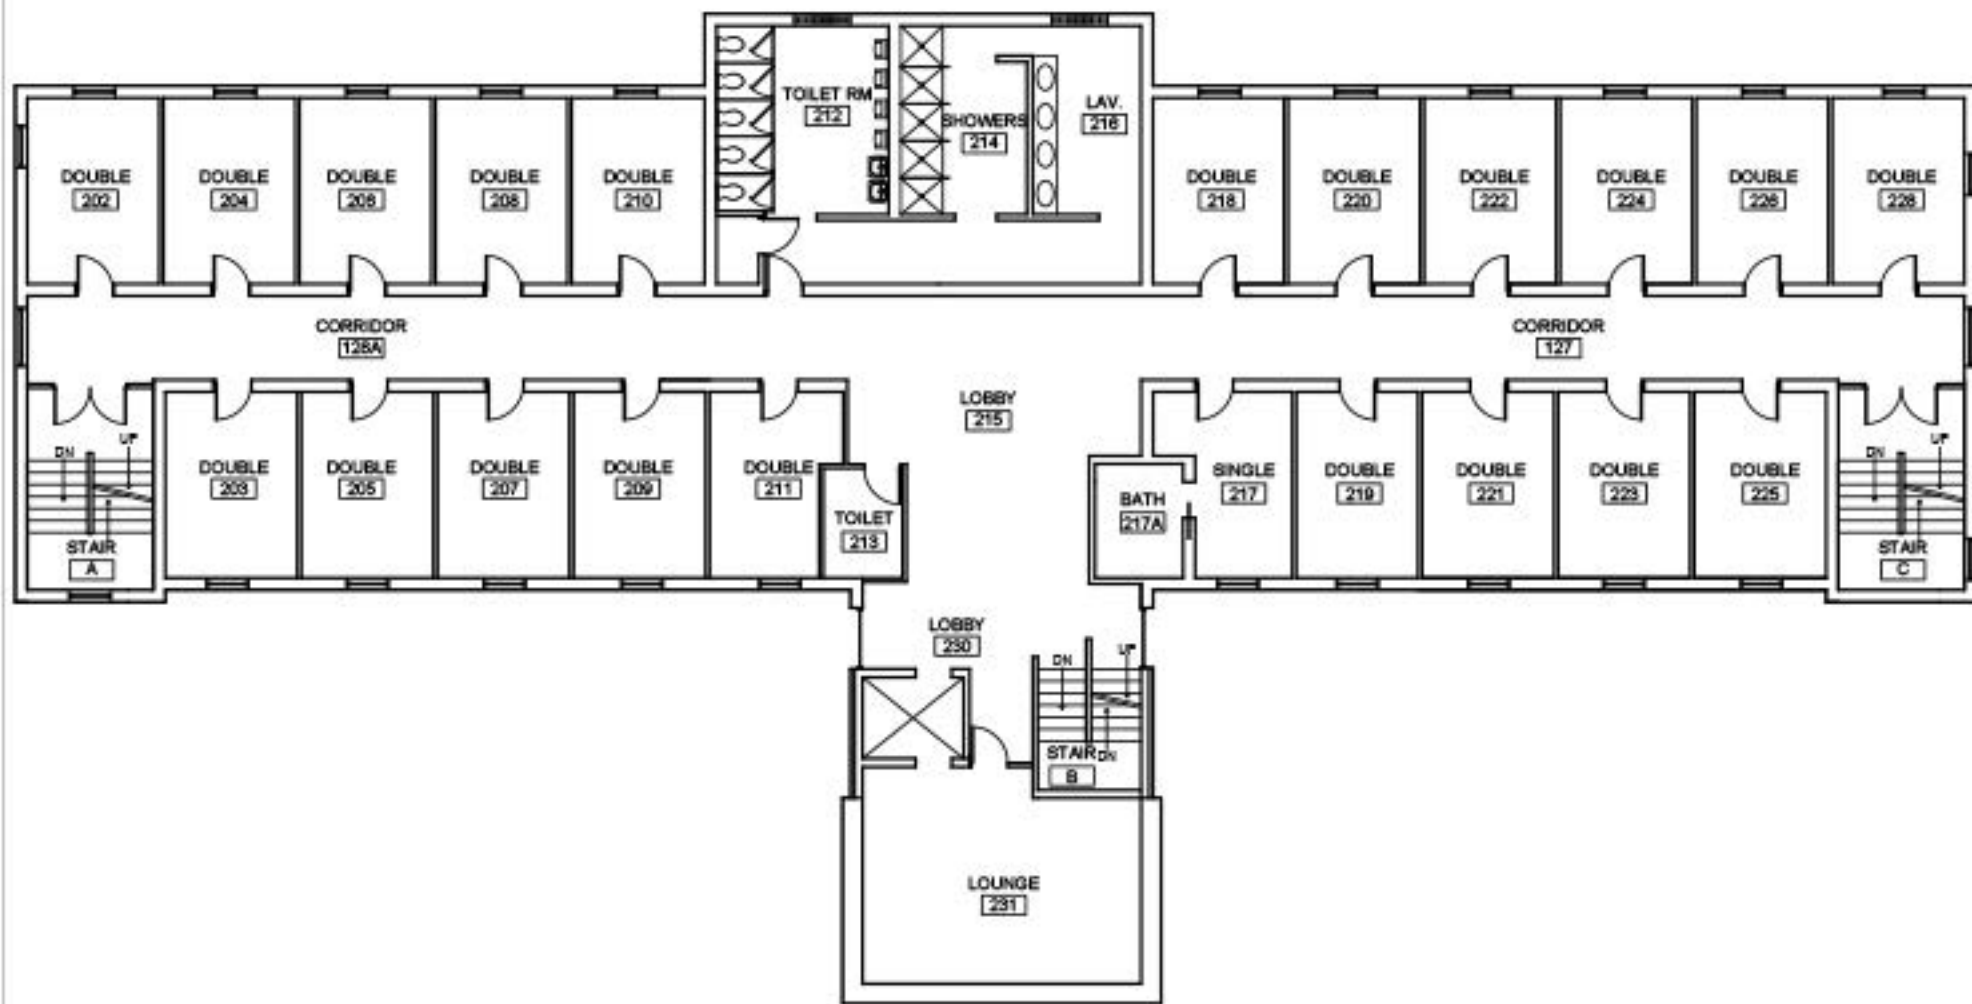 TOILET RM
212
SHOWERS
214
LAV.
216
DOUBLE
202
DOUBLE
204
DOUBLE
206
DOUBLE
208
DOUBLE
210
DOUBLE
218
DOUBLE
220
DOUBLE
222
DOUBLE
224
DOUBLE
226
DOUBLE
228
CORRIDOR
128A
CORRIDOR
127
LOBBY
215
DN
UP
STAIR
A
DOUBLE
203
DOUBLE
205
DOUBLE
207
DOUBLE
209
DOUBLE
211
TOILET
213
BATH
217A
SINGLE
217
DOUBLE
219
DOUBLE
221
DOUBLE
223
DOUBLE
225
DN
UP
STAIR
C
LOBBY
230
DN
UP
STAIR
DN
B
LOUNGE
231